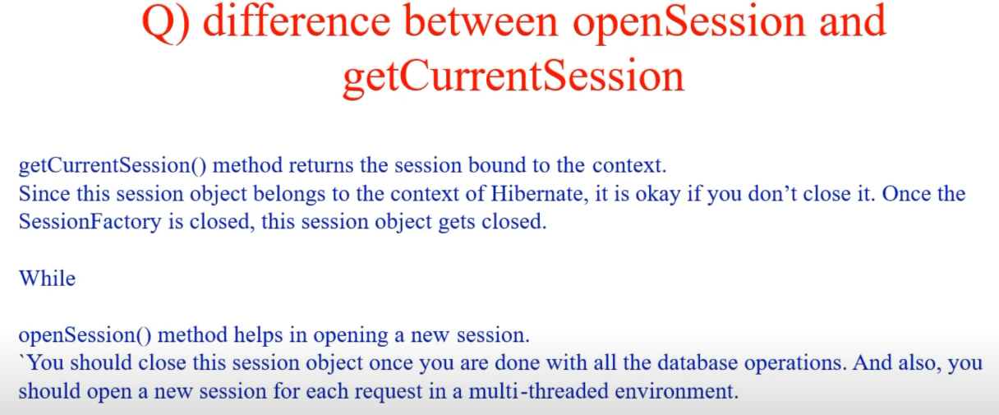 Q) difference between openSession and
getCurrentSession
getCurrentSession() method returns the session bound to the context.
Since this session object belongs to the context of Hibernate, it is okay if you don’t close it. Once the
SessionFactory is closed, this session object gets closed.
While
openSession() method helps in opening a new session.
`You should close this session object once you are done with all the database operations. And also, you
should open a new session for each request in a multi-threaded environment.